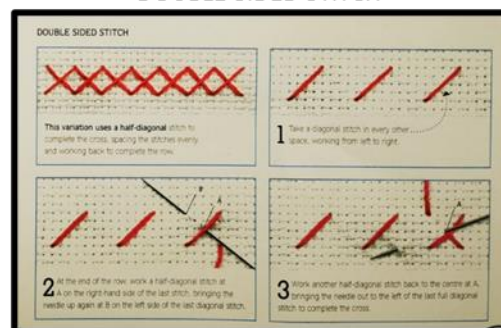 DOUBLE SIDED STITCH
DOUBLE SIDED STITCH
This variation uses a half-diagonal stitch to
complete the cross, spacing the stitches evenly
and working back to complete the row.
1 Take a diagonal stitch in every other
space, working from left to right.
B
A
2 At the end of the row, work a half-diagonal stitch at
A on the right-hand side of the last stitch, bringing the
needle up again at B on the left side of the last diagonal stitch.
A
3 Work another half-diagonal stitch back to the centre at A,
bringing the needle out to the left of the last full diagonal
stitch to complete the cross.